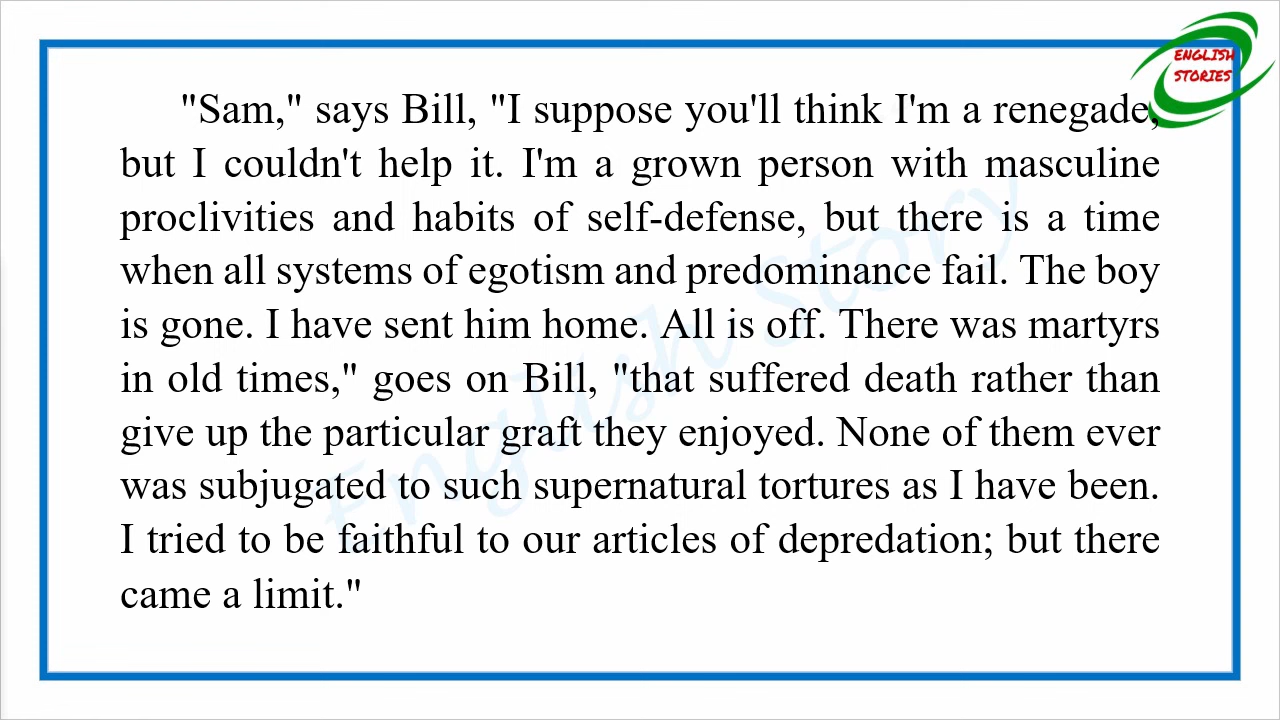 ENGLISH
STORIES
"Sam," says Bill, "I suppose you'll think I'm a renegade,
but I couldn't help it. I'm a grown person with masculine
proclivities and habits of self-defense, but there is a time
when all systems of egotism and predominance fail. The boy
is gone. I have sent him home. All is off. There was martyrs
in old times," goes on Bill, "that suffered death rather than
give up the particular graft they enjoyed. None of them ever
was subjugated to such supernatural tortures as I have been.
I tried to be faithful to our articles of depredation; but there
came a limit."
English Story